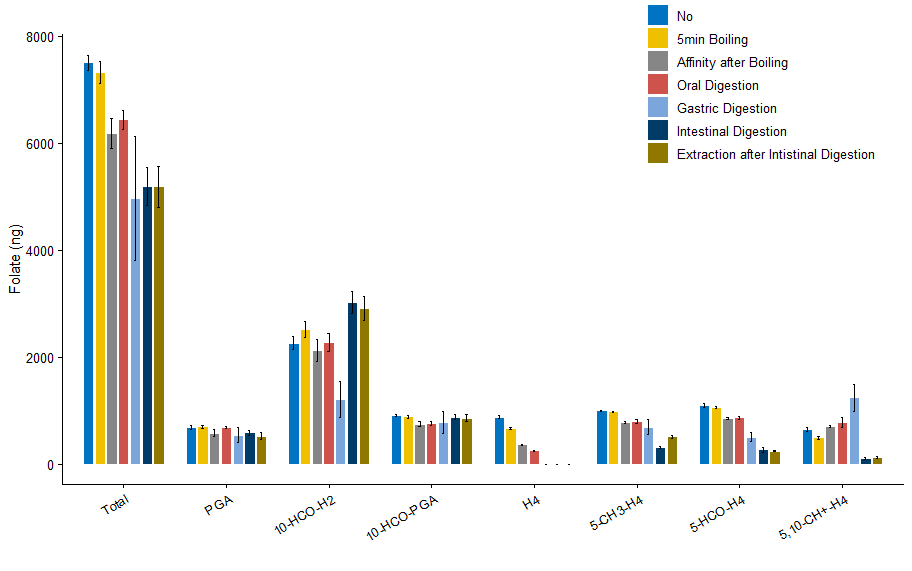 No
5min Boiling
Affinity after Boiling
Oral Digestion
Gastric Digestion
Intestinal Digestion
Extraction after Intistinal Digestion
8000
6000
4000
2000
0
Folate (ng)
Total
PGA
10-HCO-H2
10-HCO-PGA
H4
5-CH3-H4
5-HCO-H4
5,10-CH+-H4